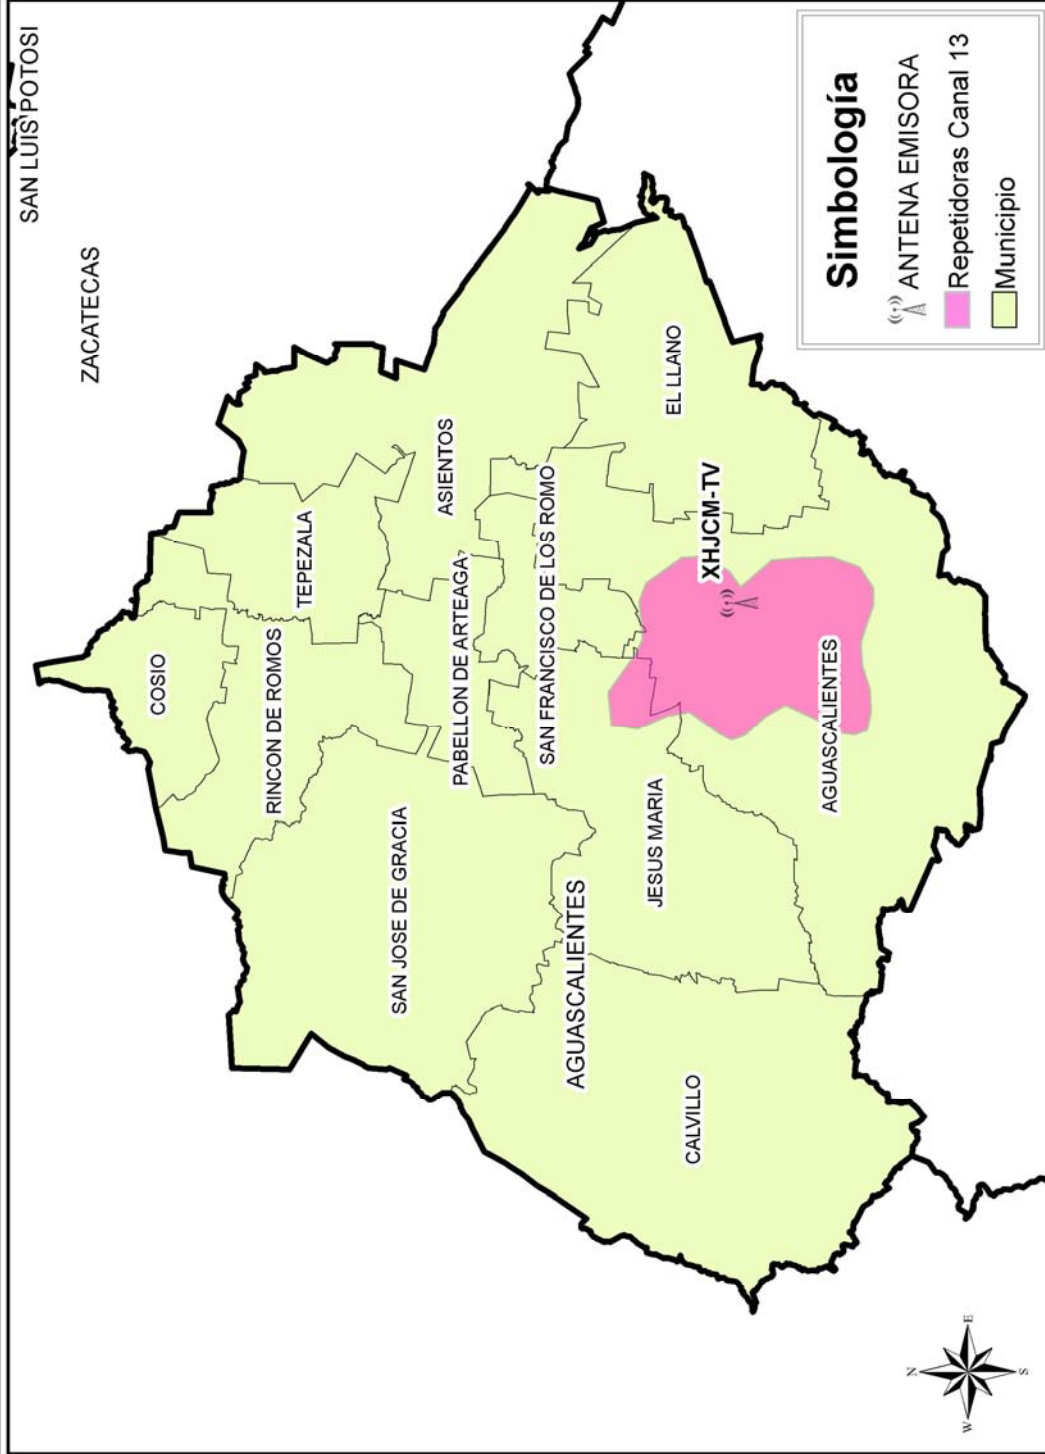 SAN LUIS POTOSI
ZACATECAS
COSIO
TEPEZALA
RINCON DE ROMOS
ASIENTOS
PABELLON DE ARTEAGA
SAN JOSE DE GRACIA
SAN FRANCISCO DE LOS ROMO
AGUASCALIENTES
EL LLANO
XHJCM-TV
JESUS MARIA
CALVILLO
AGUASCALIENTES
Simbología
ANTENA EMISORA
Repetidoras Canal 13
Municipio
N
W
E
S